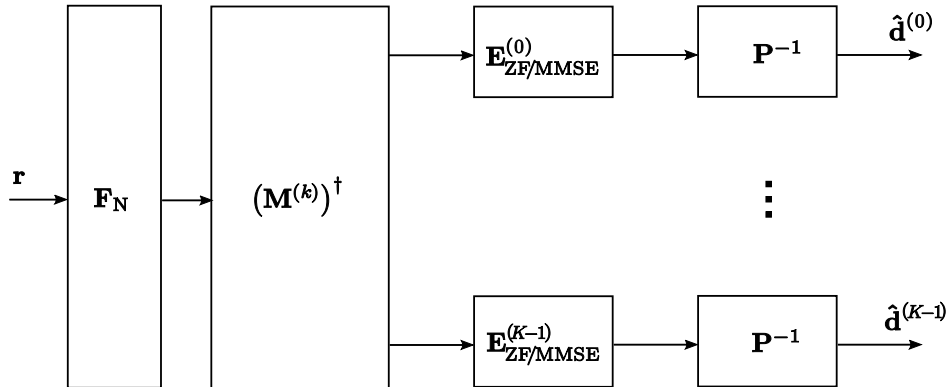 r
F_N
(M^(k))^†
E^(0)_ZF/MMSE
P^−1
d̂^(0)
E^(K−1)_ZF/MMSE
P^−1
d̂^(K−1)